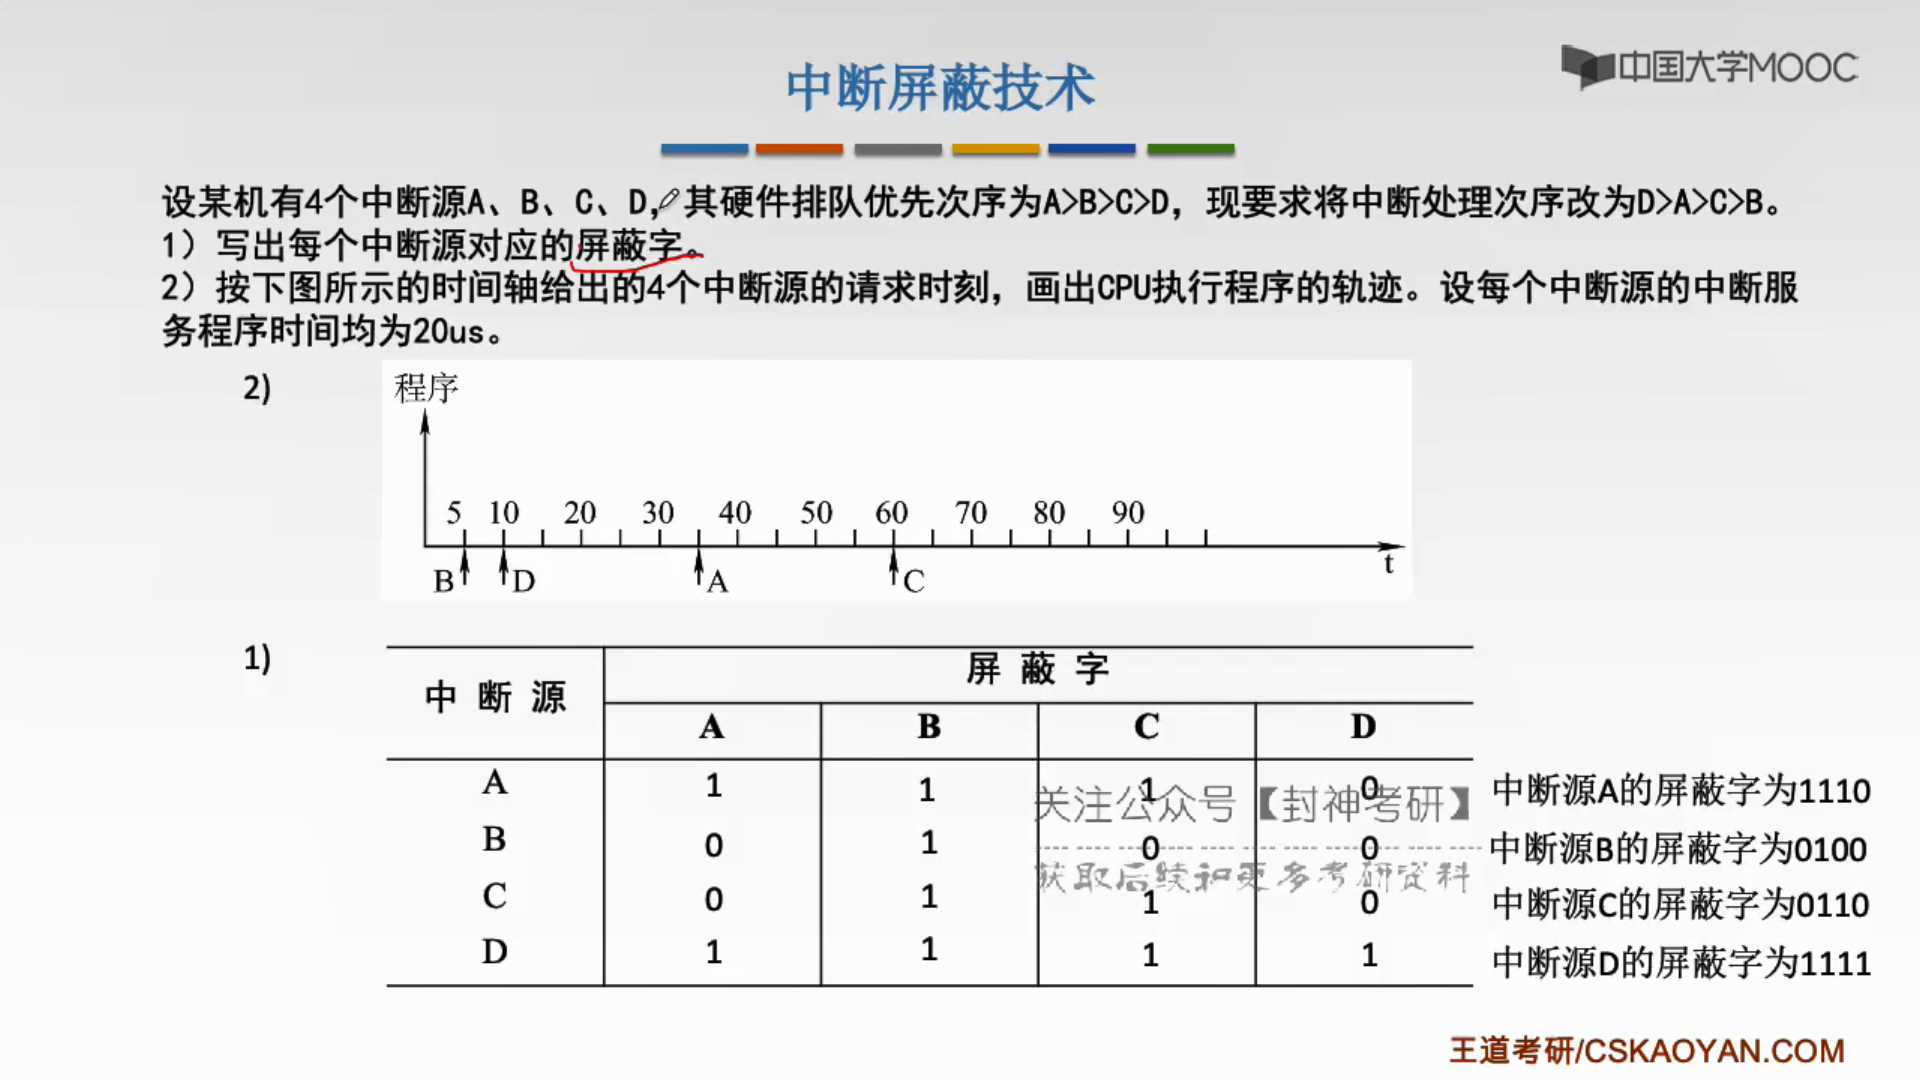 中断屏蔽技术
中国大学MOOC
设某机有4个中断源A、B、C、D，其硬件排队优先次序为A>B>C>D，现要求将中断处理次序改为D>A>C>B。
1）写出每个中断源对应的屏蔽字。
2）按下图所示的时间轴给出的4个中断源的请求时刻，画出CPU执行程序的轨迹。设每个中断源的中断服
务程序时间均为20us。
2)
程序
5 10 20 30 40 50 60 70 80 90
t
B D A C
1)
中断源 屏蔽字
A B C D
A 1 1 1 0 中断源A的屏蔽字为1110
关注公众号【封神考研】
B 0 1 0 0 中断源B的屏蔽字为0100
获取后续和更多考研资料
C 0 1 1 0 中断源C的屏蔽字为0110
D 1 1 1 1 中断源D的屏蔽字为1111
王道考研/CSKAOYAN.COM